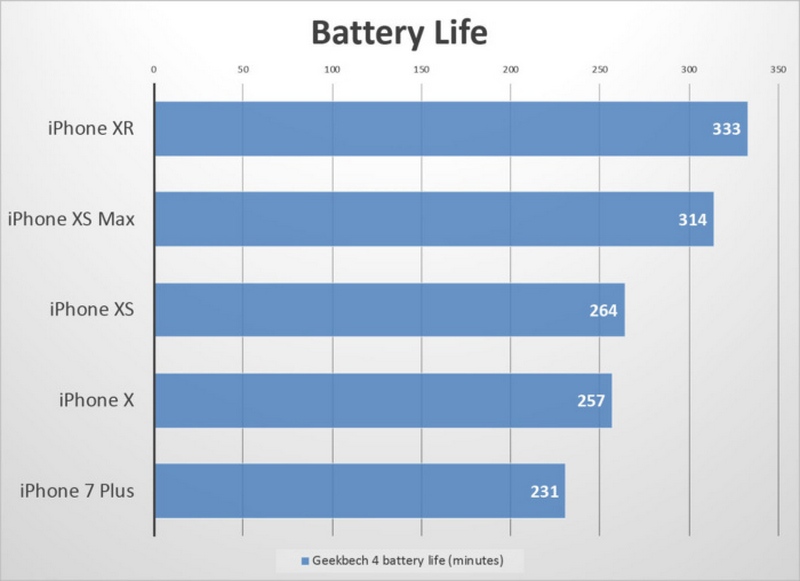 Battery Life
0 50 100 150 200 250 300 350
iPhone XR 333
iPhone XS Max 314
iPhone XS 264
iPhone X 257
iPhone 7 Plus 231
Geekbech 4 battery life (minutes)